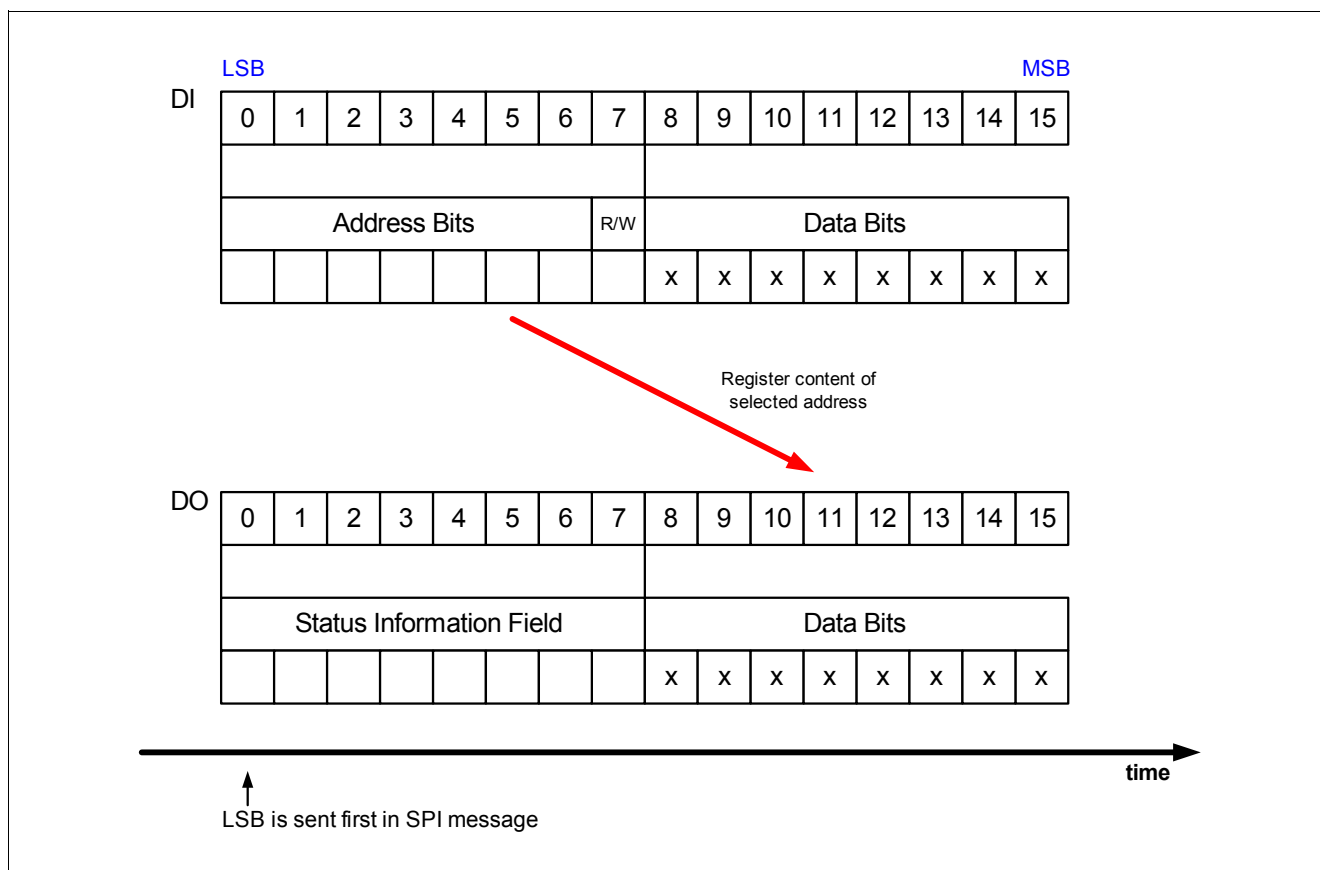 LSB MSB
DI
0 1 2 3 4 5 6 7 8 9 10 11 12 13 14 15
Address Bits R/W Data Bits
x x x x x x x x
Register content of
selected address
DO
0 1 2 3 4 5 6 7 8 9 10 11 12 13 14 15
Status Information Field Data Bits
x x x x x x x x
time
LSB is sent first in SPI message